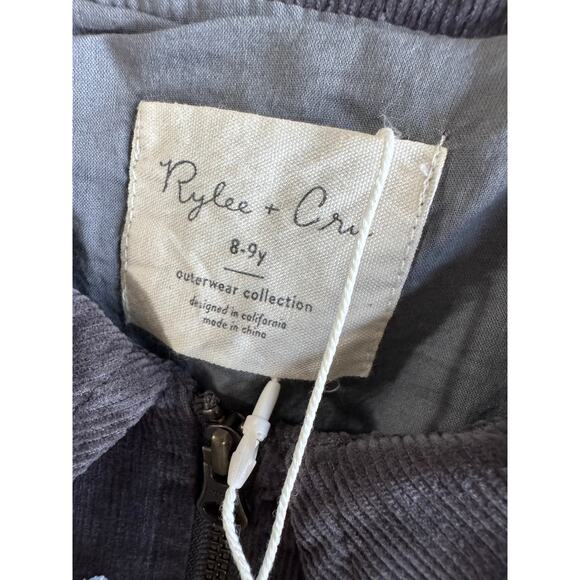 Rylee + Cru
8-9y
outerwear collection
designed in california
made in china